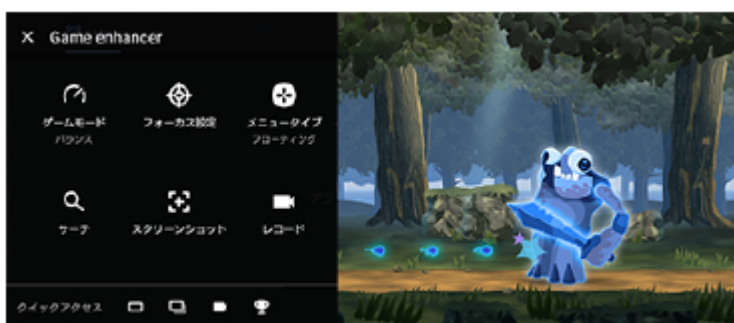 × Game enhancer
ゲームモード
バランス
フォーカス設定
メニュータイプ
フローティング
サーチ
スクリーンショット
レコード
クイックアクセス